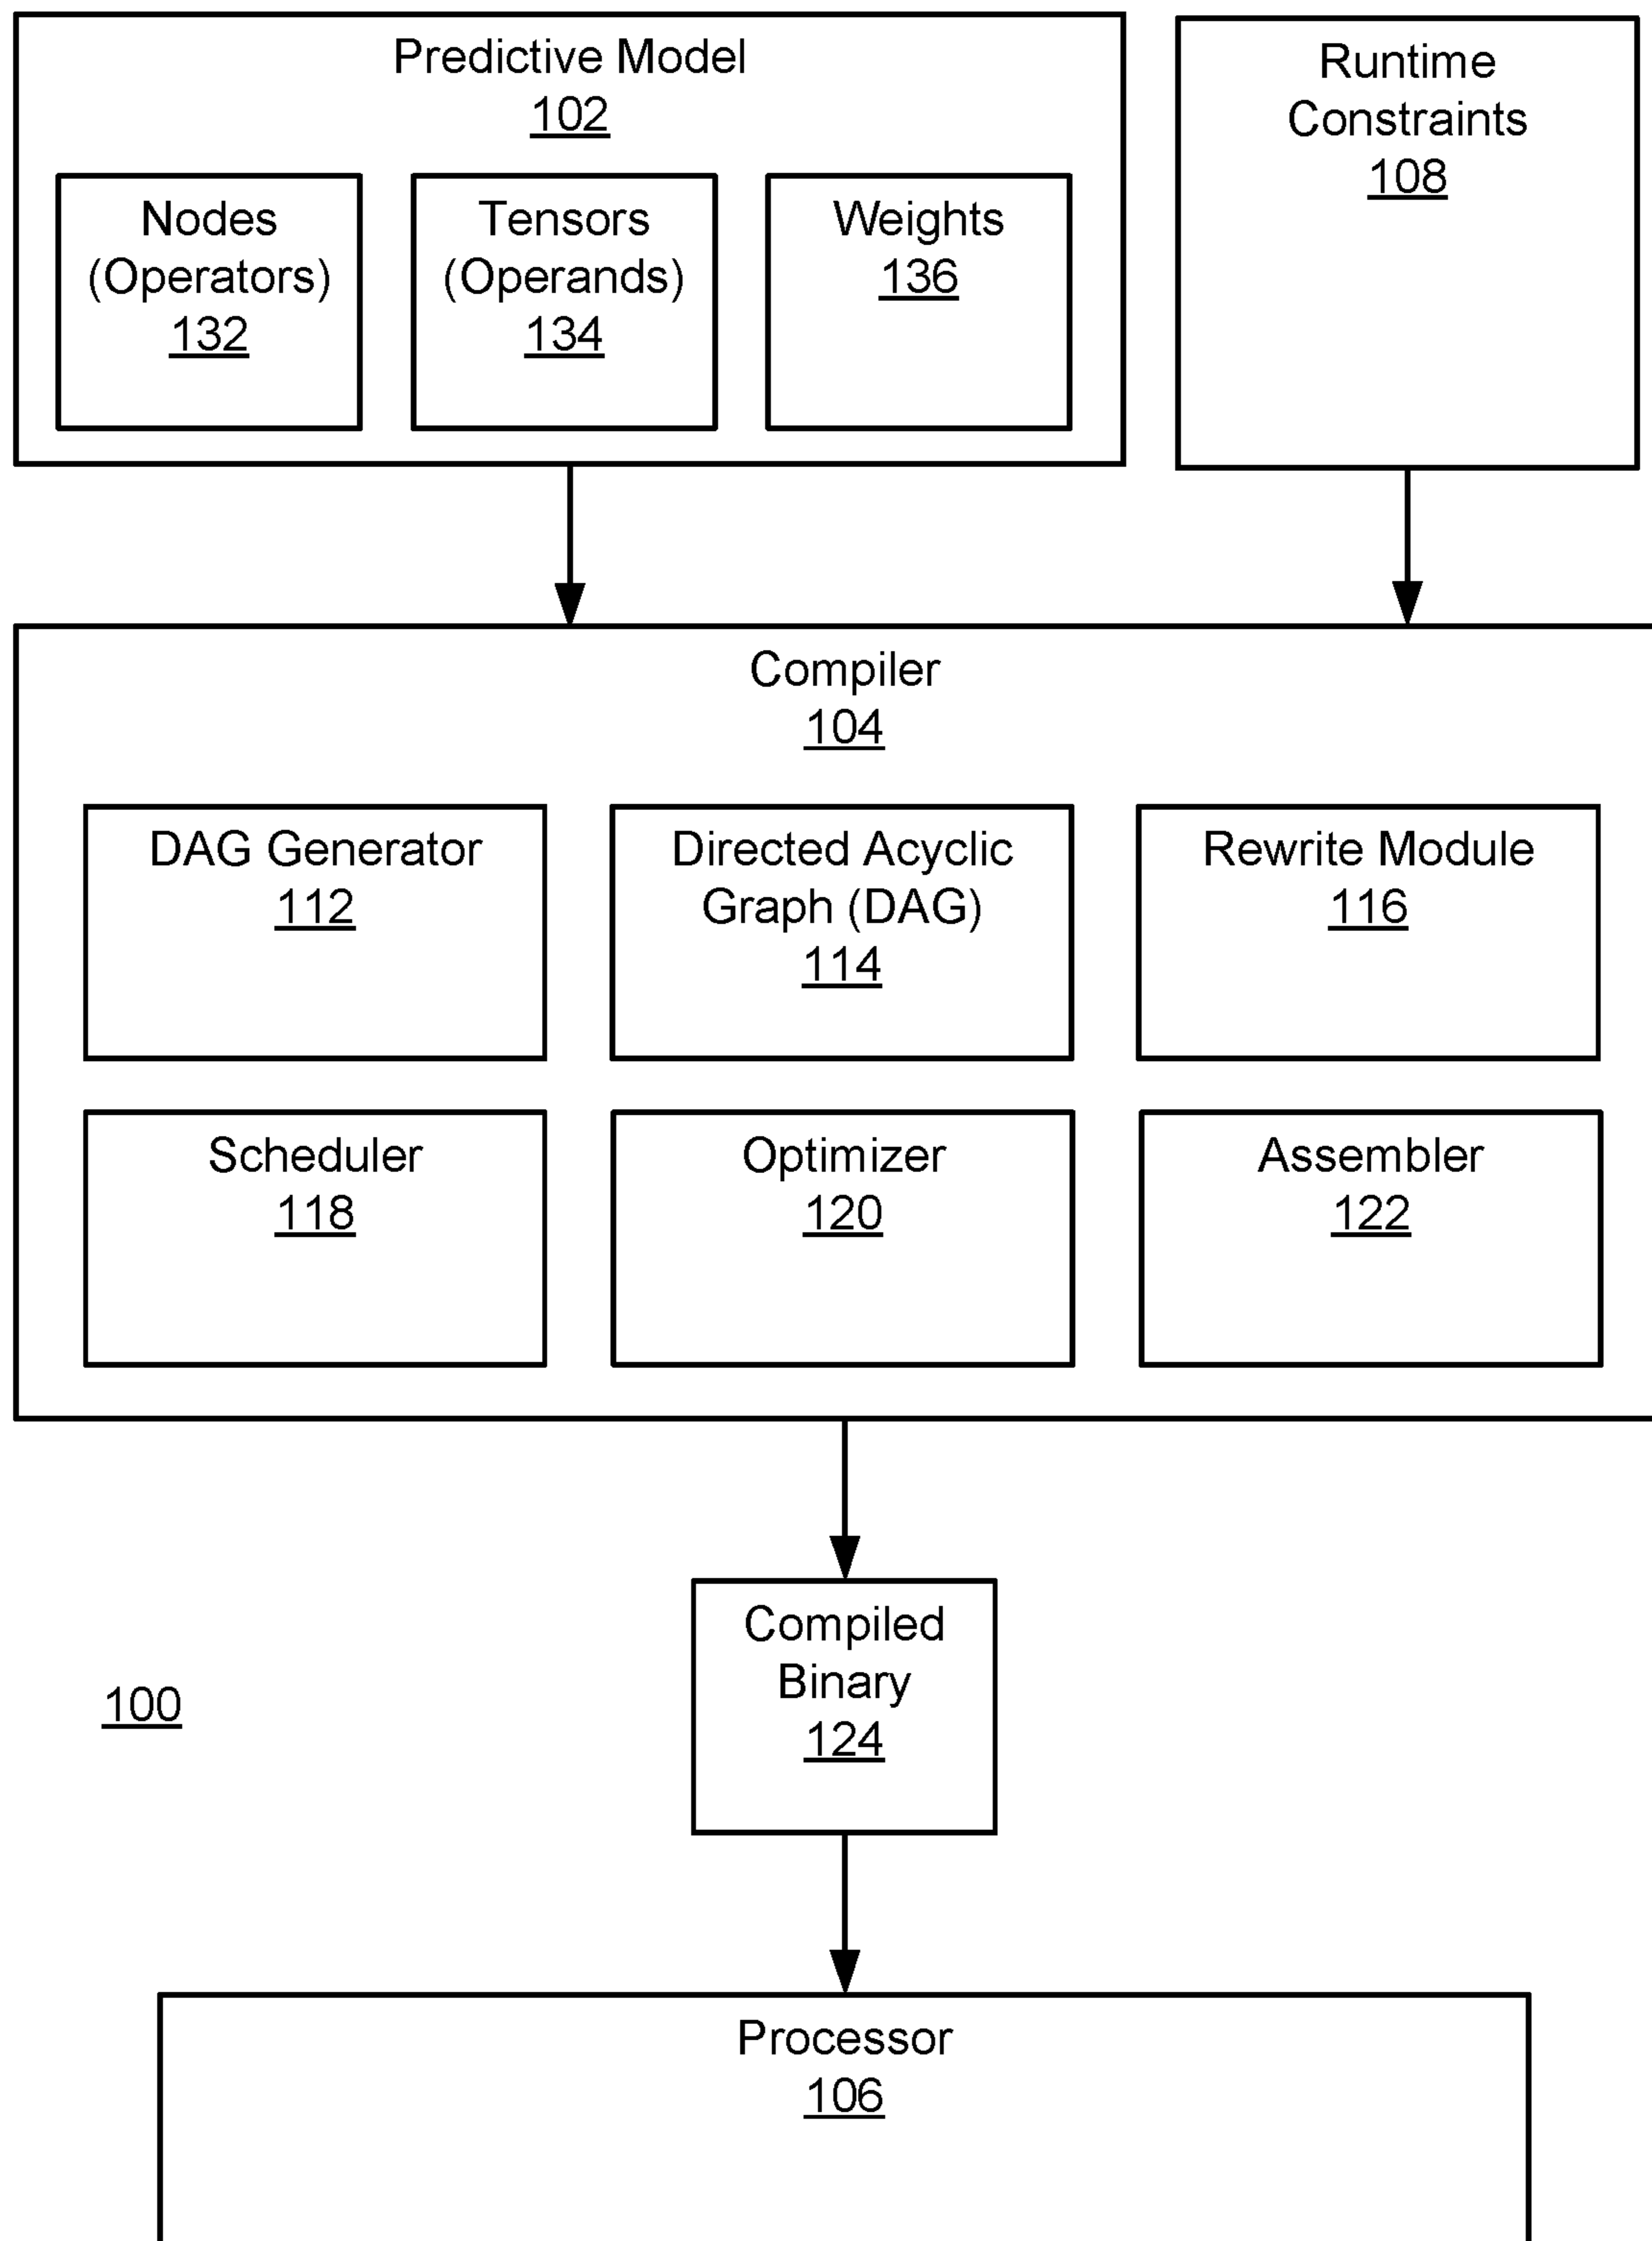 Predictive Model
102
Nodes
(Operators)
132
Tensors
(Operands)
134
Weights
136
Runtime
Constraints
108
Compiler
104
DAG Generator
112
Directed Acyclic
Graph (DAG)
114
Rewrite Module
116
Scheduler
118
Optimizer
120
Assembler
122
Compiled
Binary
124
100
Processor
106